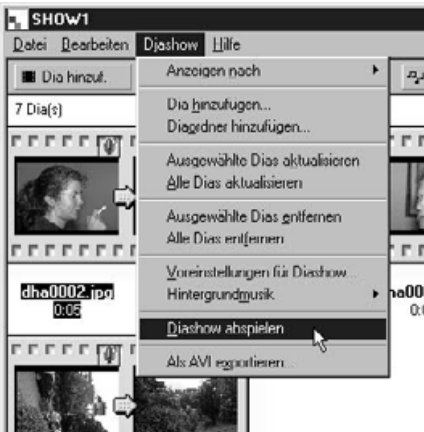 SHOW1
Datei Bearbeiten Diashow Hilfe
Dia hinzuf.
7 Dia(s)
Anzeigen nach
Dia hinzufügen...
Diaordner hinzufügen...
Ausgewählte Dias aktualisieren
Alle Dias aktualisieren
Ausgewählte Dias entfernen
Alle Dias entfernen
Voreinstellungen für Diashow...
Hintergrundmusik
Diashow abspielen
Als AVI exportieren...
dha0002.jpg
0:05